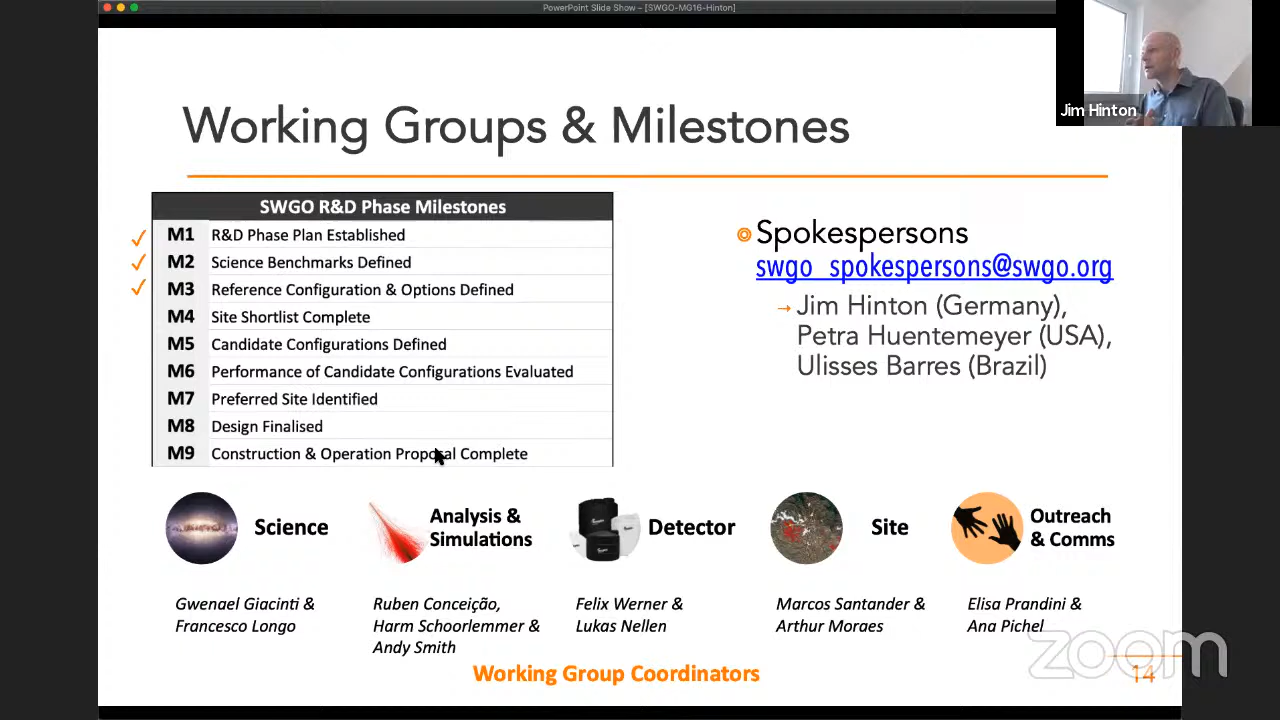 PowerPoint Slide Show - [SWGO-MG16-Hinton]
Jim Hinton
Working Groups & Milestones
SWGO R&D Phase Milestones
M1 R&D Phase Plan Established
M2 Science Benchmarks Defined
M3 Reference Configuration & Options Defined
M4 Site Shortlist Complete
M5 Candidate Configurations Defined
M6 Performance of Candidate Configurations Evaluated
M7 Preferred Site Identified
M8 Design Finalised
M9 Construction & Operation Proposal Complete
Spokespersons
swgo_spokespersons@swgo.org
Jim Hinton (Germany),
Petra Huentemeyer (USA),
Ulisses Barres (Brazil)
Science
Analysis &
Simulations
Detector
Site
Outreach
& Comms
Gwenael Giacinti &
Francesco Longo
Ruben Conceição,
Harm Schoorlemmer &
Andy Smith
Felix Werner &
Lukas Nellen
Marcos Santander &
Arthur Moraes
Elisa Prandini &
Ana Pichel
Working Group Coordinators
14
zoom